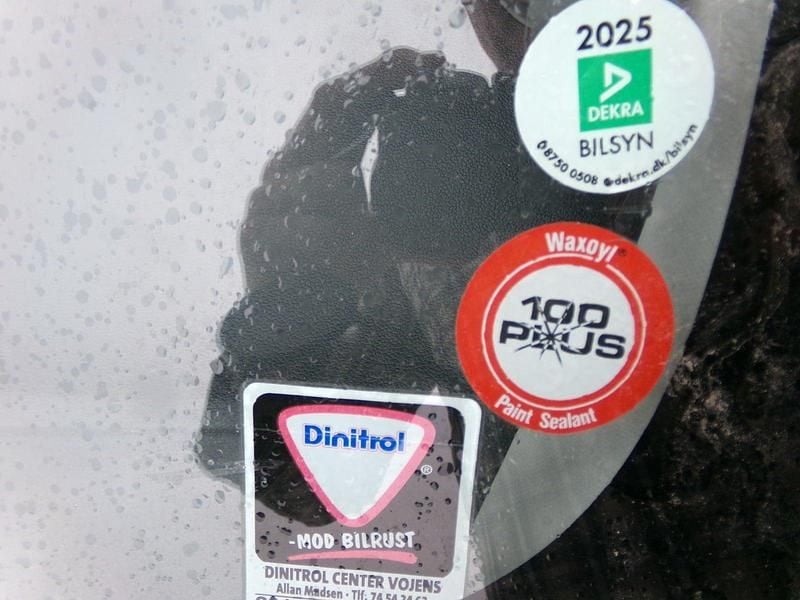 2025
DEKRA
BILSYN
8750 0508 dekra.dk/bilsyn
Waxoyl®
100
PLUS
Paint Sealant
Dinitrol®
-MOD BILRUST
DINITROL CENTER VOJENS
Allan Madsen · Tlf: